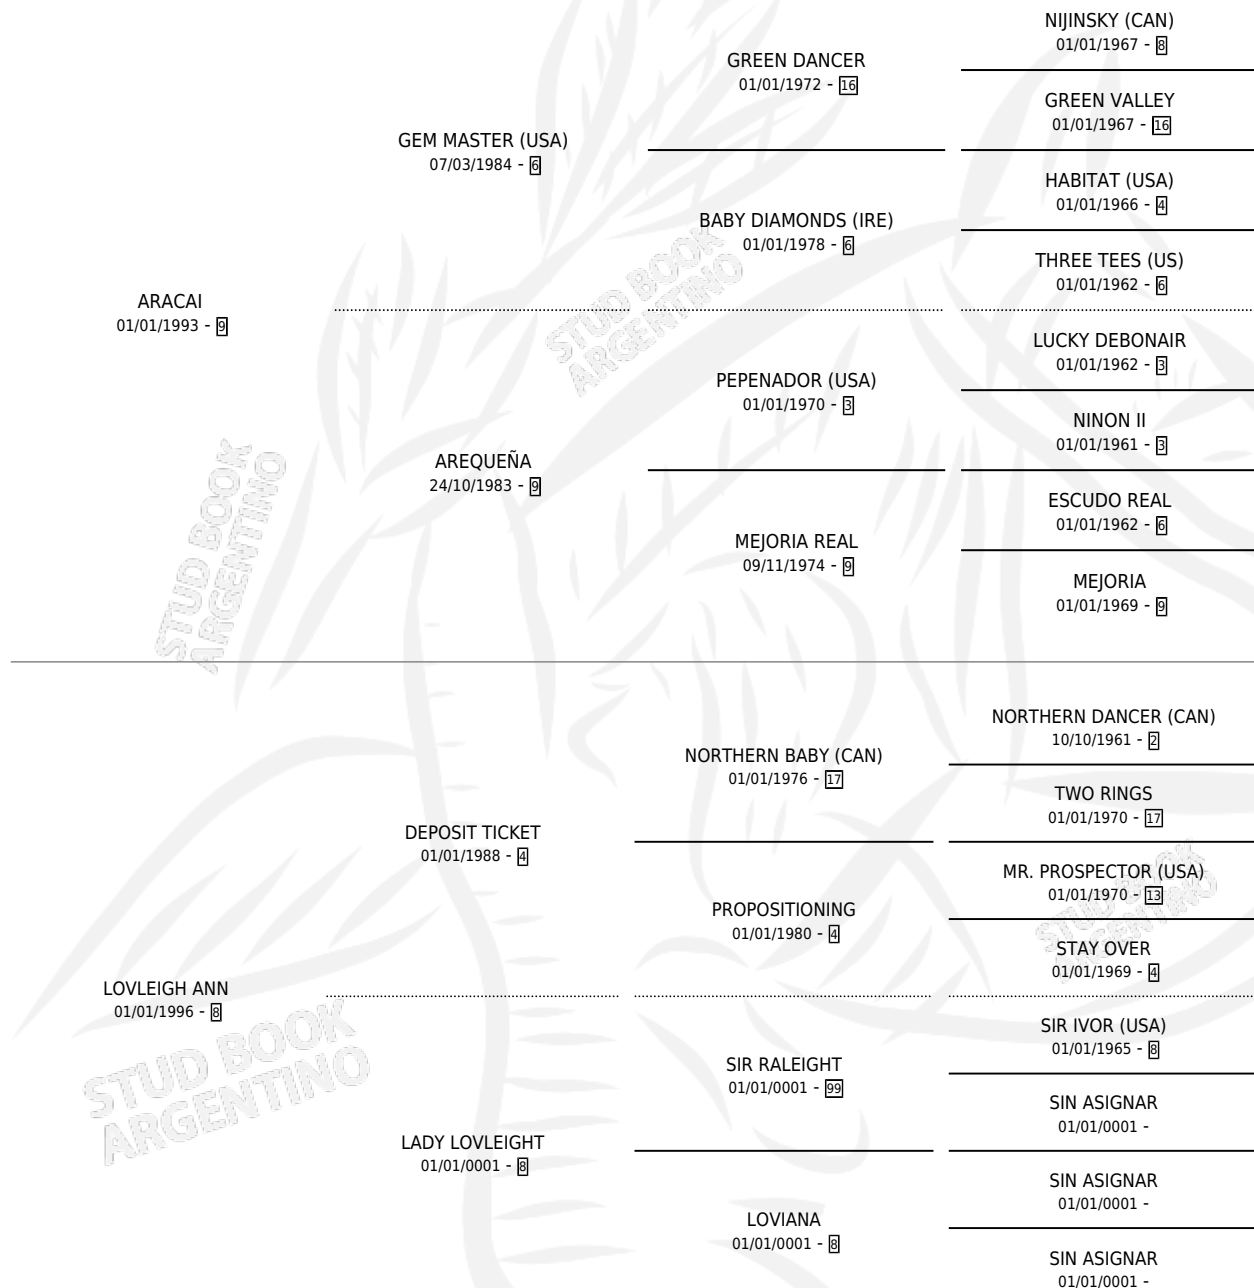 NIJINSKY (CAN)
01/01/1967 - 8
GREEN DANCER
01/01/1972 - 16
GREEN VALLEY
01/01/1967 - 16
GEM MASTER (USA)
07/03/1984 - 6
HABITAT (USA)
01/01/1966 - 4
BABY DIAMONDS (IRE)
01/01/1978 - 6
THREE TEES (US)
01/01/1962 - 6
ARACAI
01/01/1993 - 9
LUCKY DEBONAIR
01/01/1962 - 3
PEPENADOR (USA)
01/01/1970 - 3
NINON II
01/01/1961 - 3
AREQUEÑA
24/10/1983 - 9
ESCUDO REAL
01/01/1962 - 6
MEJORIA REAL
09/11/1974 - 9
MEJORIA
01/01/1969 - 9
NORTHERN DANCER (CAN)
10/10/1961 - 2
NORTHERN BABY (CAN)
01/01/1976 - 17
TWO RINGS
01/01/1970 - 17
DEPOSIT TICKET
01/01/1988 - 4
MR. PROSPECTOR (USA)
01/01/1970 - 13
PROPOSITIONING
01/01/1980 - 4
STAY OVER
01/01/1969 - 4
LOVLEIGH ANN
01/01/1996 - 8
SIR IVOR (USA)
01/01/1965 - 8
SIR RALEIGHT
01/01/0001 - 99
SIN ASIGNAR
01/01/0001 -
LADY LOVLEIGHT
01/01/0001 - 8
SIN ASIGNAR
01/01/0001 -
LOVIANA
01/01/0001 - 8
SIN ASIGNAR
01/01/0001 -
STUD BOOK
ARGENTINO
STUD BOOK
ARGENTINO
STUD BOOK
ARGENTINO
STUD BOOK
ARGENTINO